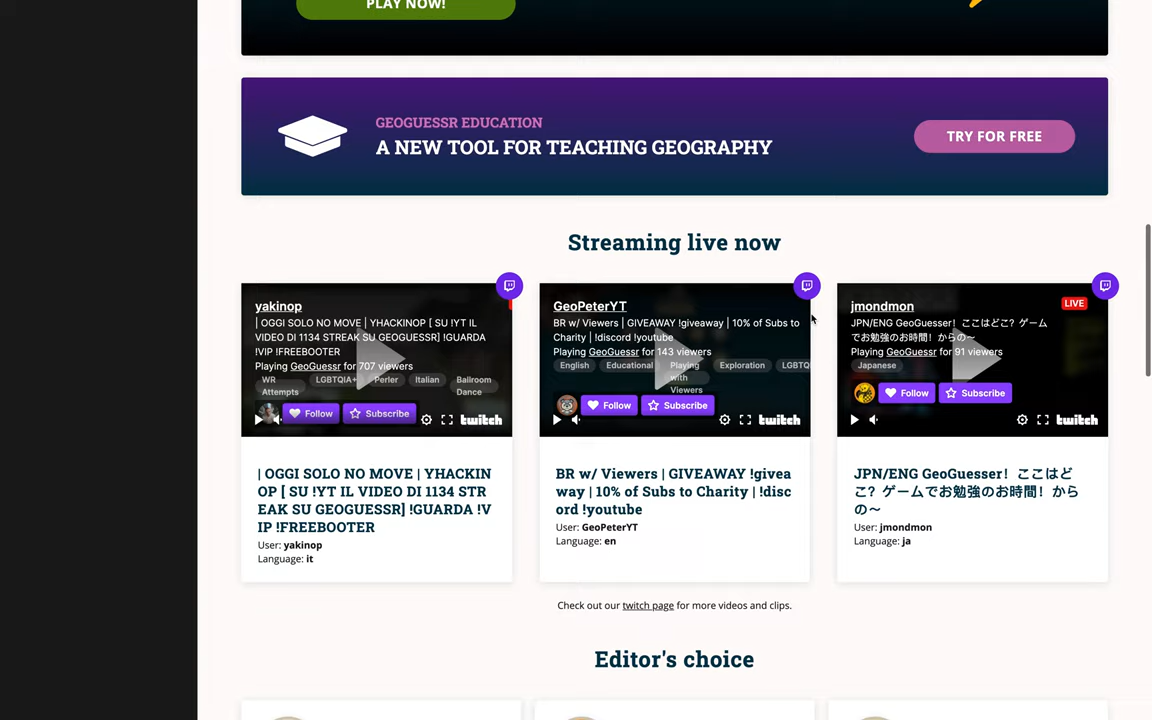 PLAY NOW!
GEOGUESSR EDUCATION
A NEW TOOL FOR TEACHING GEOGRAPHY
TRY FOR FREE
Streaming live now
yakinop
| OGGI SOLO NO MOVE | YHACKINOP [ SU !YT IL
VIDEO DI 1134 STREAK SU GEOGUESSR] !GUARDA
!VIP !FREEBOOTER
Playing GeoGuessr for 707 viewers
WR Attempts
LGBTQIA+
Perler
Italian
Ballroom Dance
Follow
Subscribe
twitch
| OGGI SOLO NO MOVE | YHACKIN
OP [ SU !YT IL VIDEO DI 1134 STR
EAK SU GEOGUESSR] !GUARDA !V
IP !FREEBOOTER
User: yakinop
Language: it
GeoPeterYT
BR w/ Viewers | GIVEAWAY !giveaway | 10% of Subs to
Charity | !discord !youtube
Playing GeoGuessr for 143 viewers
English
Educational
Playing
with
Viewers
Exploration
LGBTQ
Follow
Subscribe
twitch
BR w/ Viewers | GIVEAWAY !givea
way | 10% of Subs to Charity | !disc
ord !youtube
User: GeoPeterYT
Language: en
jmondmon
LIVE
JPN/ENG GeoGuesser！ここはどこ？ゲーム
でお勉強のお時間！からの～
Playing GeoGuessr for 91 viewers
Japanese
Follow
Subscribe
twitch
JPN/ENG GeoGuesser！ここはど
こ？ゲームでお勉強のお時間！から
の～
User: jmondmon
Language: ja
Check out our twitch page for more videos and clips.
Editor's choice